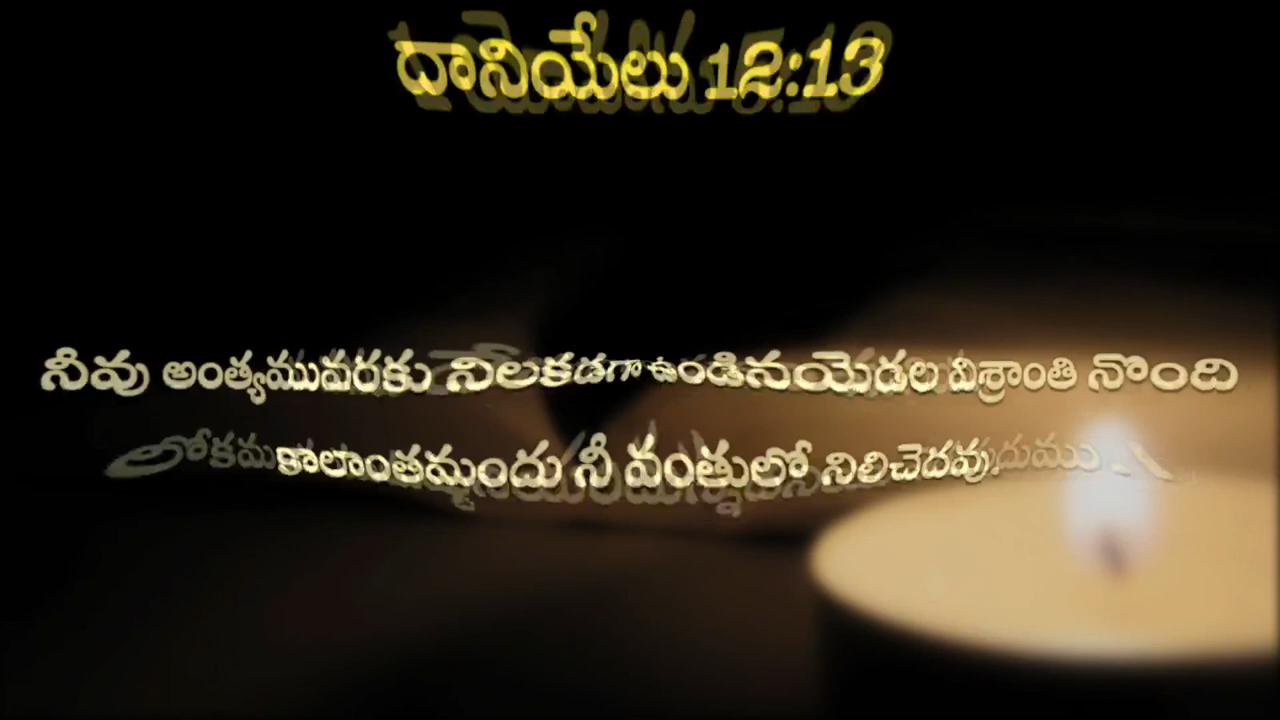 దానియేలు 12:13
నీవు అంత్యమువరకు నిలకడగా ఉండినయెడల విశ్రాంతి నొంది
కాలాంతమ్నందు నీ వంతులో నిలిచెదవు.